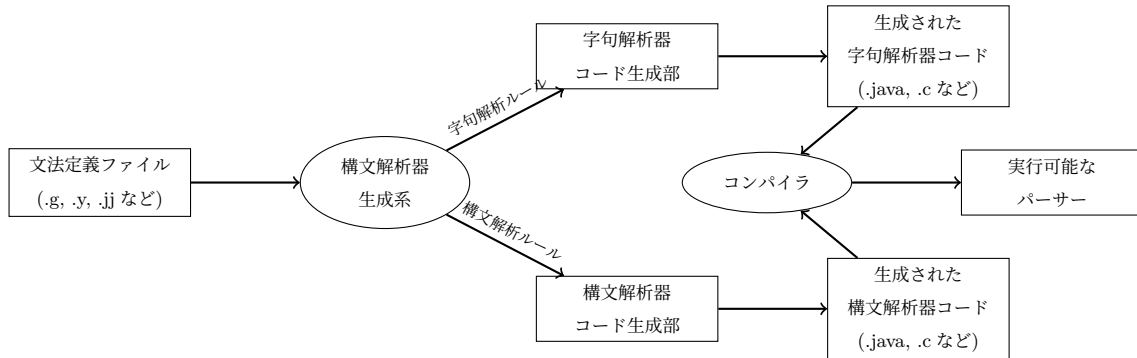 文法定義ファイル
(.g, .y, .jj など)
構文解析器
生成系
字句解析ルール
構文解析ルール
字句解析器
コード生成部
構文解析器
コード生成部
生成された
字句解析器コード
(.java, .c など)
コンパイラ
生成された
構文解析器コード
(.java, .c など)
実行可能な
パーサー